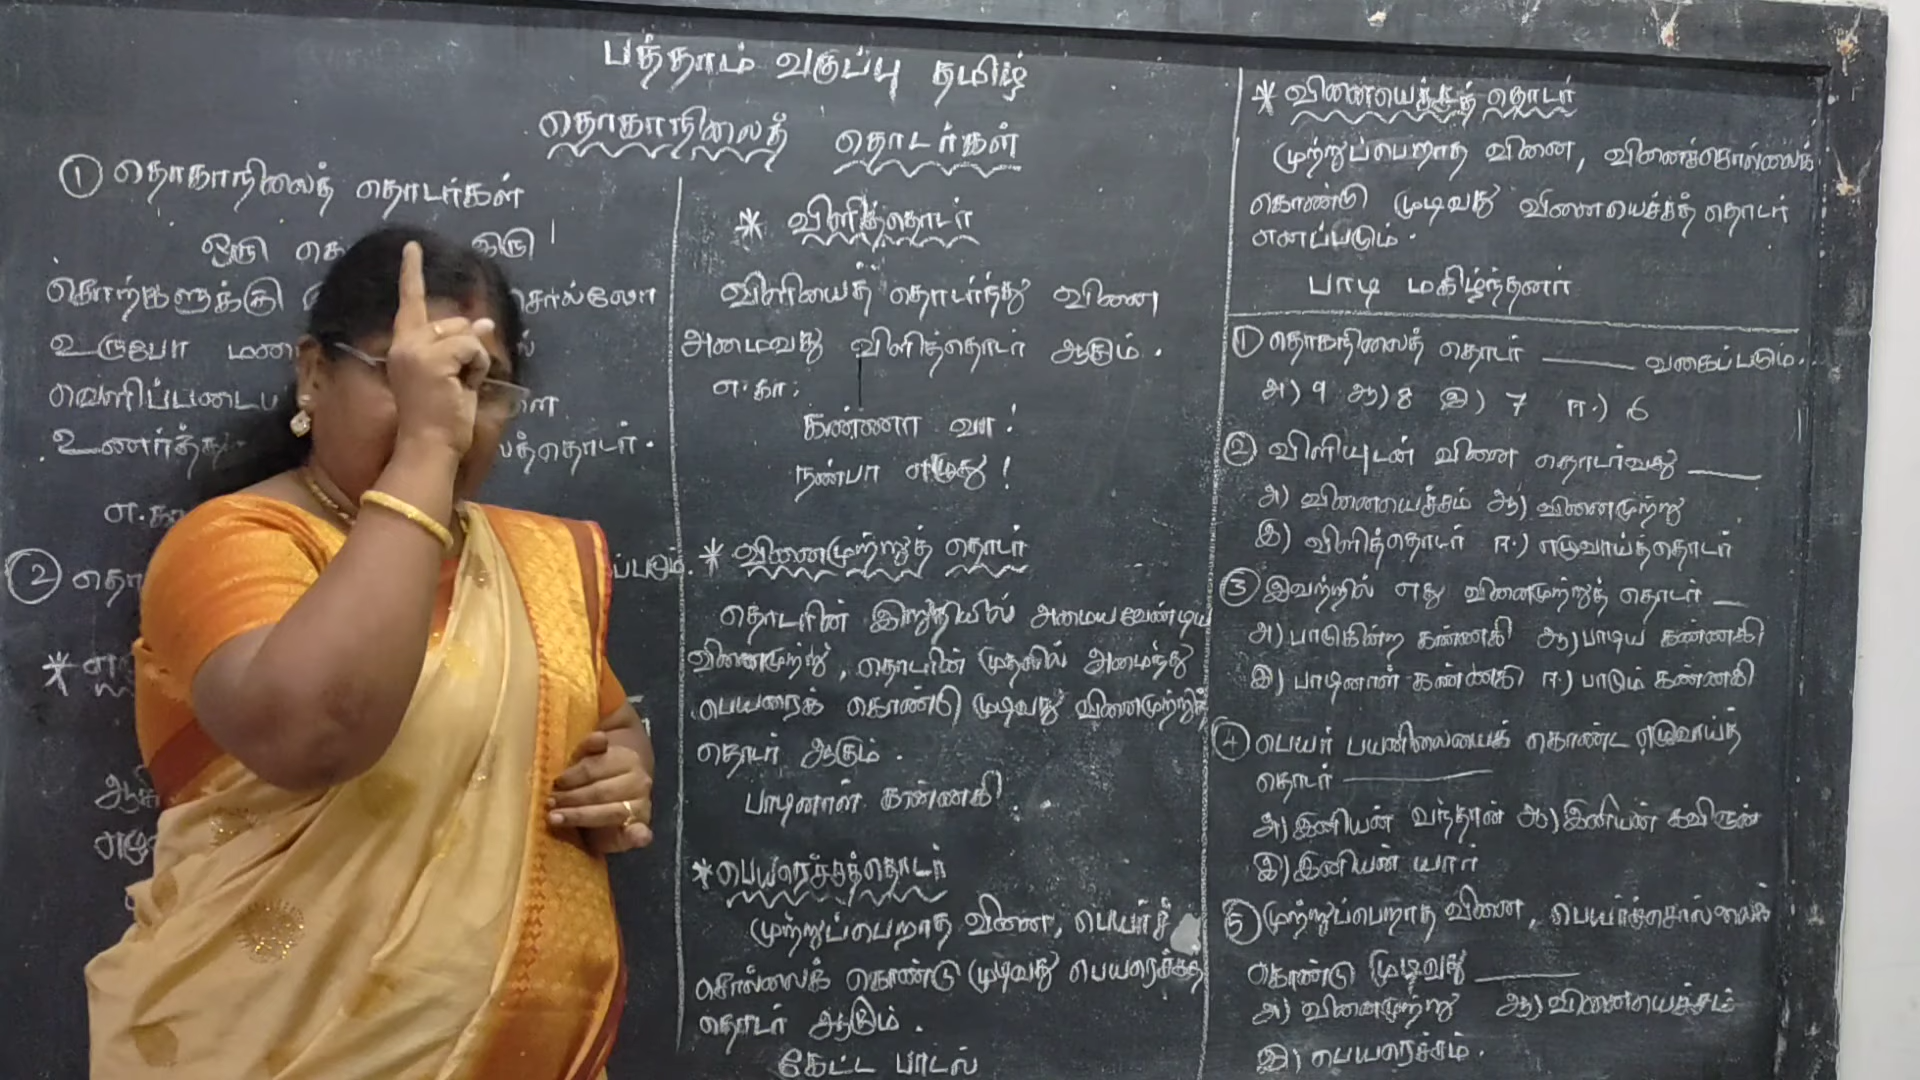 பத்தாம் வகுப்பு தமிழ்
தொகாநிலைத் தொடர்கள்
① தொகாநிலைத் தொடர்கள்
ஒரு
சொற்களுக்கு சொல்லோ
உருபோ
உணர்த்து லத்தொடர்.
② தொ ப்படும்.
* விளித்தொடர்
விளியைத் தொடர்ந்து வினை
அமைவது விளித்தொடர் ஆகும்.
எ.கா:
கண்ணா வா!
நண்பா எழுது!
* வினைமுற்றுத் தொடர்
தொடரின் இறுதியில் அமைய வேண்டிய
வினைமுற்று, தொடரின் முதலில் அமைந்து
பெயரைக் கொண்டு முடிவது வினைமுற்றுத்
தொடர் ஆகும்.
பாடினாள் கண்ணகி
* பெயரெச்சத்தொடர்
முற்றுப்பெறாத வினை, பெயர்ச்
சொல்லைக் கொண்டு முடிவது பெயரெச்சத்
தொடர் ஆகும்.
கேட்ட பாடல்
* வினையெச்சத் தொடர்
முற்றுப்பெறாத வினை, வினைச்சொல்லைக்
கொண்டு முடிவது வினையெச்சத் தொடர்
எனப்படும்.
பாடி மகிழ்ந்தனர்
① தொகாநிலைத் தொடர் ____ வகைப்படும்.
அ) 9 ஆ) 8 இ) 7 ஈ.) 6
② விளியுடன் வினை தொடர்வது ____
அ) வினையெச்சம் ஆ) வினைமுற்று
இ) விளித்தொடர் ஈ.) எழுவாய்த்தொடர்
③ இவற்றில் எது வினைமுற்றுத் தொடர் __
அ) பாடுகின்ற கண்ணகி ஆ) பாடிய கண்ணகி
இ) பாடினாள் கண்ணகி ஈ.) பாடும் கண்ணகி
④ பெயர் பயனிலையைக் கொண்ட எழுவாய்த்
தொடர் ____
அ) இனியன் வந்தான் ஆ) இனியன் கவிஞன்
இ) இனியன் யார்
⑤ முற்றுப்பெறாத வினை, பெயர்ச்சொல்லைக்
கொண்டு முடிவது ____
அ) வினைமுற்று ஆ) வினையெச்சம்
இ) பெயரெச்சம்.